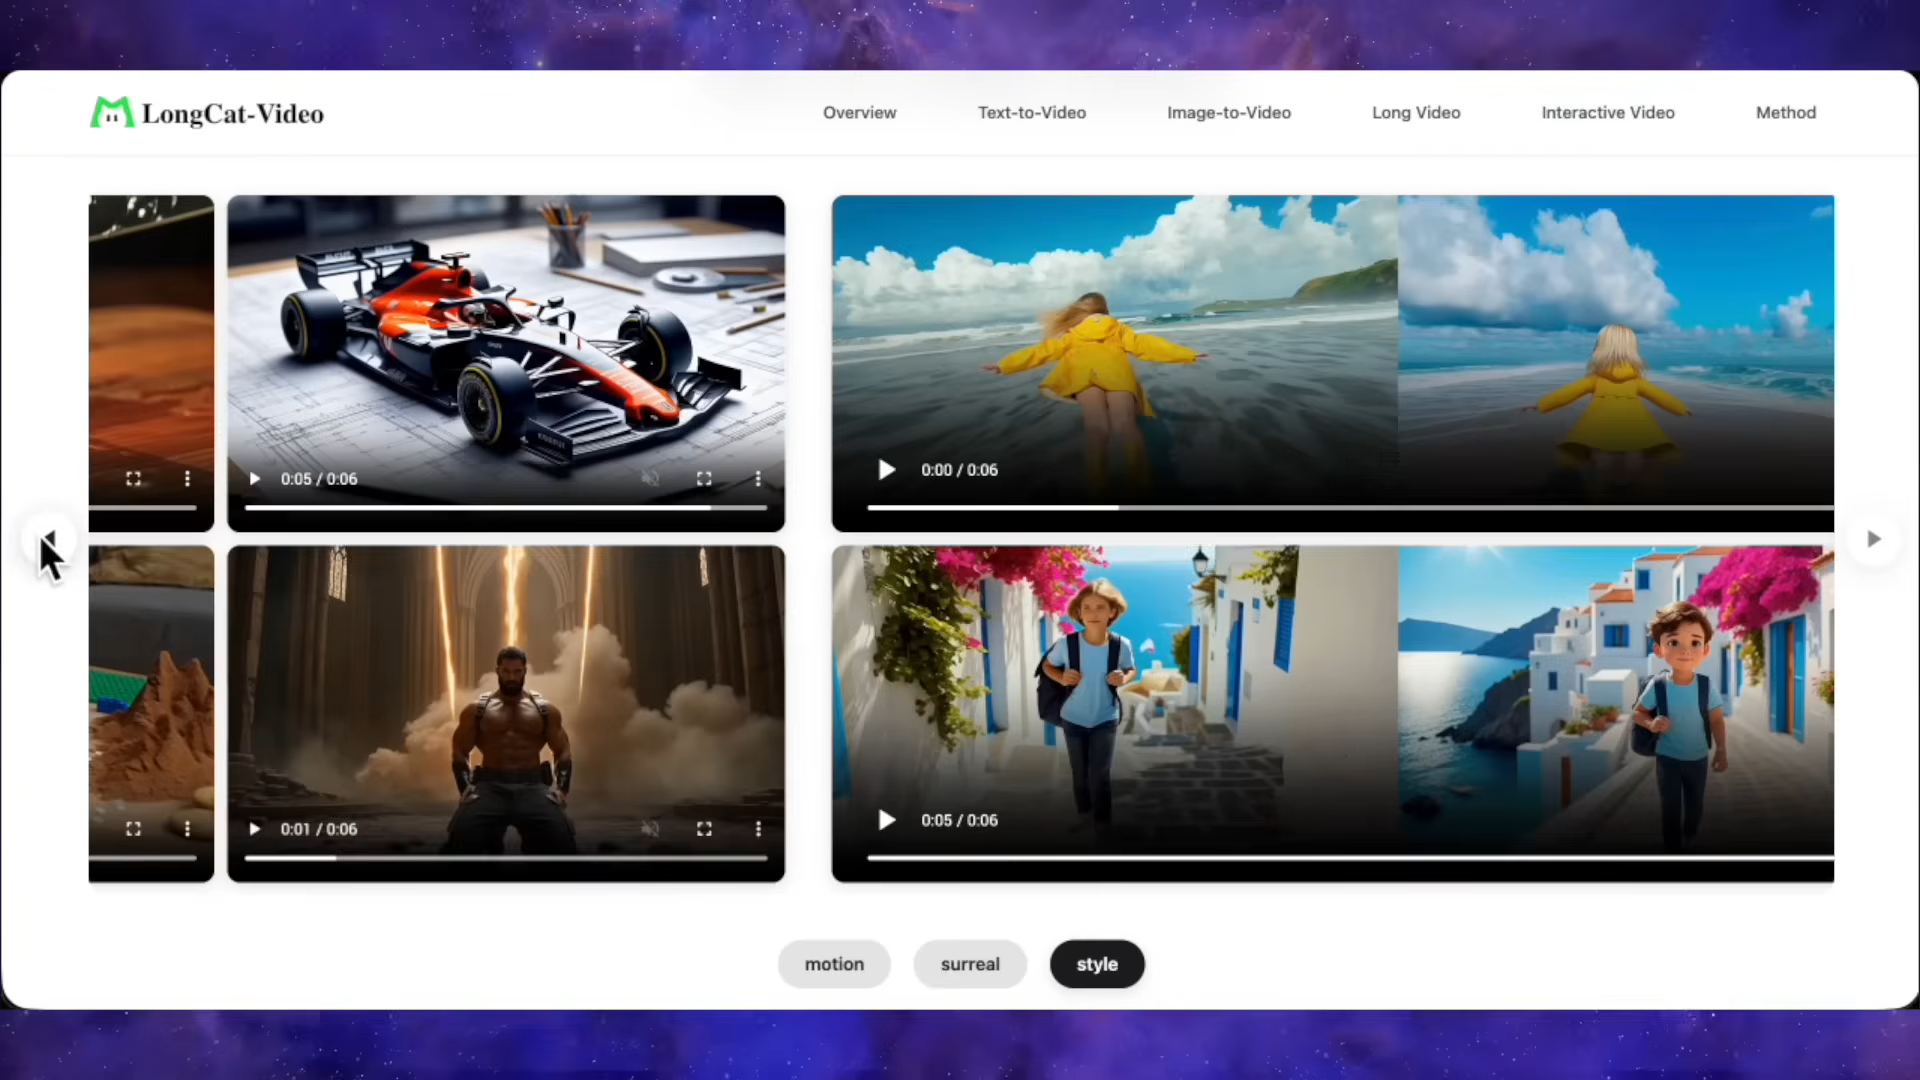 LongCat-Video
Overview
Text-to-Video
Image-to-Video
Long Video
Interactive Video
Method
0:05 / 0:06
0:00 / 0:06
0:01 / 0:06
0:05 / 0:06
motion
surreal
style